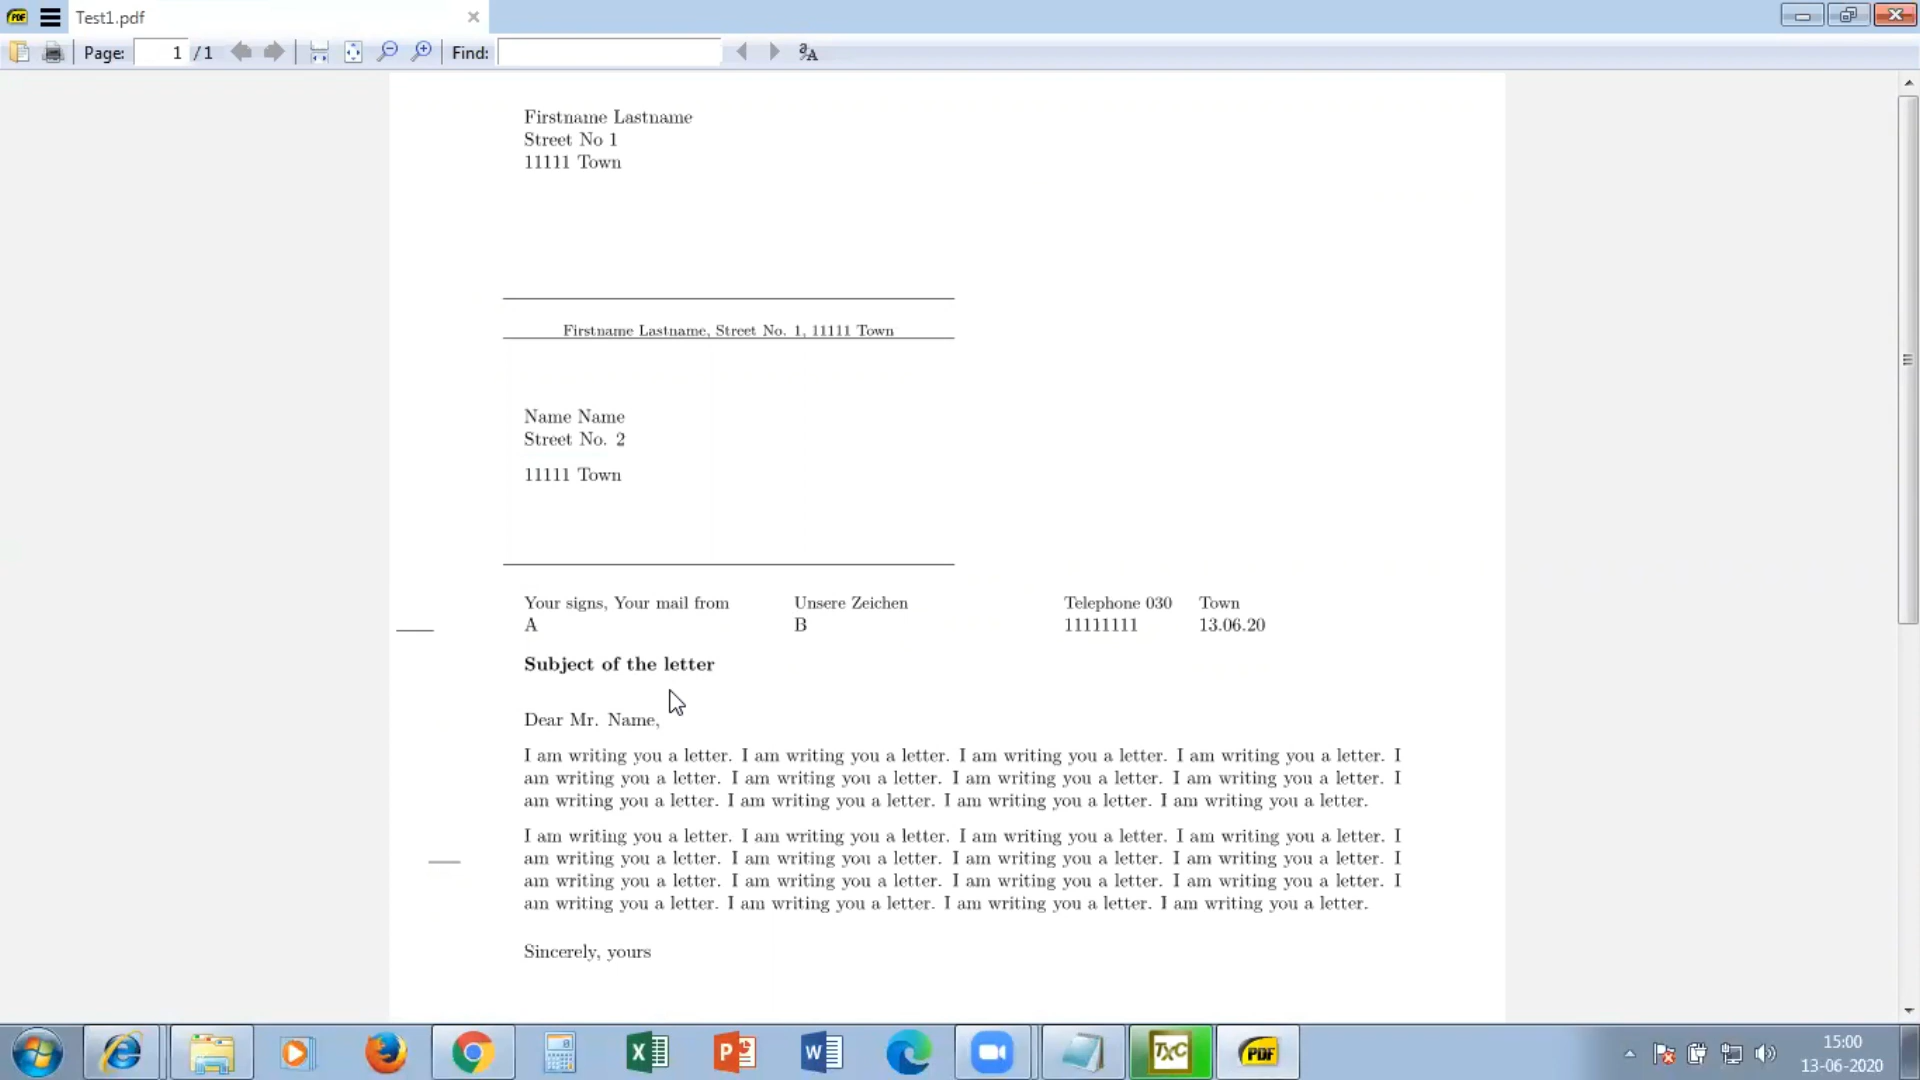 Test1.pdf
Page: 1 / 1 Find:
Firstname Lastname
Street No 1
11111 Town
Firstname Lastname, Street No. 1, 11111 Town
Name Name
Street No. 2
11111 Town
Your signs, Your mail from Unsere Zeichen Telephone 030 Town
A B 11111111 13.06.20
Subject of the letter
Dear Mr. Name,
I am writing you a letter. I am writing you a letter. I am writing you a letter. I am writing you a letter. I
am writing you a letter. I am writing you a letter. I am writing you a letter. I am writing you a letter. I
am writing you a letter. I am writing you a letter. I am writing you a letter. I am writing you a letter.
I am writing you a letter. I am writing you a letter. I am writing you a letter. I am writing you a letter. I
am writing you a letter. I am writing you a letter. I am writing you a letter. I am writing you a letter. I
am writing you a letter. I am writing you a letter. I am writing you a letter. I am writing you a letter. I
am writing you a letter. I am writing you a letter. I am writing you a letter. I am writing you a letter.
Sincerely, yours
TXC
PDF
15:00
13-06-2020